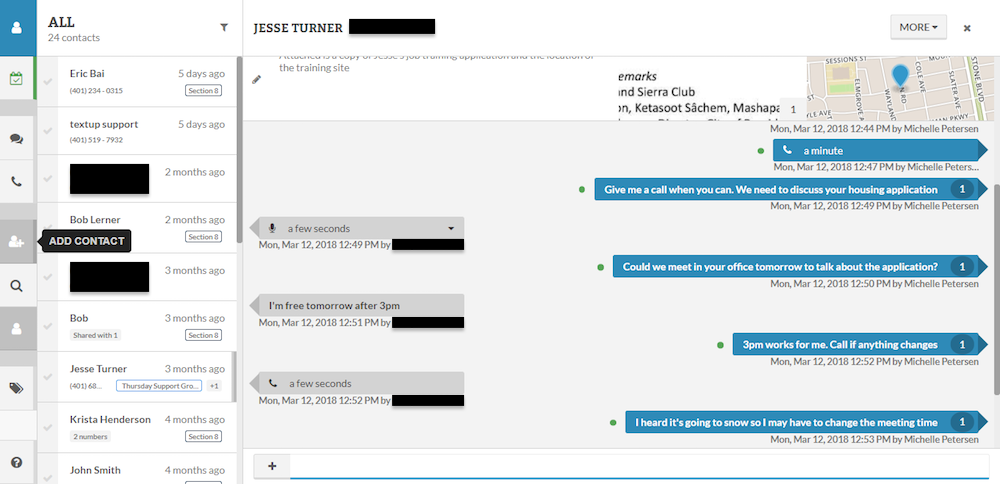 ALL
24 contacts
Eric Bai
5 days ago
(401) 234 - 0315
Section 8
textup support
5 days ago
(401) 519 - 7932
2 months ago
Bob Lerner
2 months ago
Section 8
ADD CONTACT
3 months ago
Bob
3 months ago
Shared with 1
Section 8
Jesse Turner
3 months ago
(401) 68...
Thursday Support Gro...
+1
Krista Henderson
4 months ago
2 numbers
Section 8
John Smith
4 months ago
JESSE TURNER
MORE
Attached is a copy of Jesse's job training application and the location of
the training site
emarks
nd Sierra Club
on, Ketasoot Sâchem, Mashapa
1
SESSIONS ST
ELMGROVE
WAYLAND
N RD
SLATER AVE
STONE BLVD
MAN PKWY
Mon, Mar 12, 2018 12:44 PM by Michelle Petersen
a minute
Mon, Mar 12, 2018 12:47 PM by Michelle Peters...
Give me a call when you can. We need to discuss your housing application
1
Mon, Mar 12, 2018 12:49 PM by Michelle Petersen
a few seconds
Mon, Mar 12, 2018 12:49 PM by
Could we meet in your office tomorrow to talk about the application?
1
Mon, Mar 12, 2018 12:50 PM by Michelle Petersen
I'm free tomorrow after 3pm
Mon, Mar 12, 2018 12:51 PM by
3pm works for me. Call if anything changes
1
Mon, Mar 12, 2018 12:52 PM by Michelle Petersen
a few seconds
Mon, Mar 12, 2018 12:52 PM by
I heard it's going to snow so I may have to change the meeting time
1
Mon, Mar 12, 2018 12:53 PM by Michelle Petersen